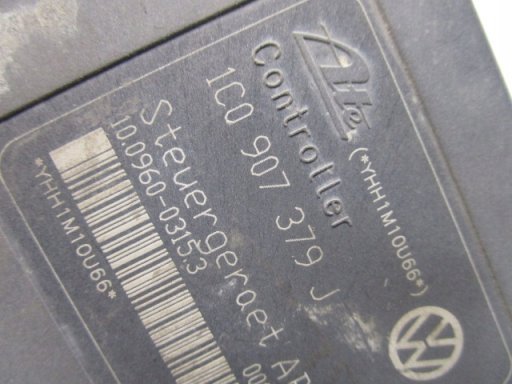 Ate
Controller
(*YHH1M10U66*)
1C0 907 379 J
Steuergeraet
10.0960-0315.3
*YHH1M10U66*